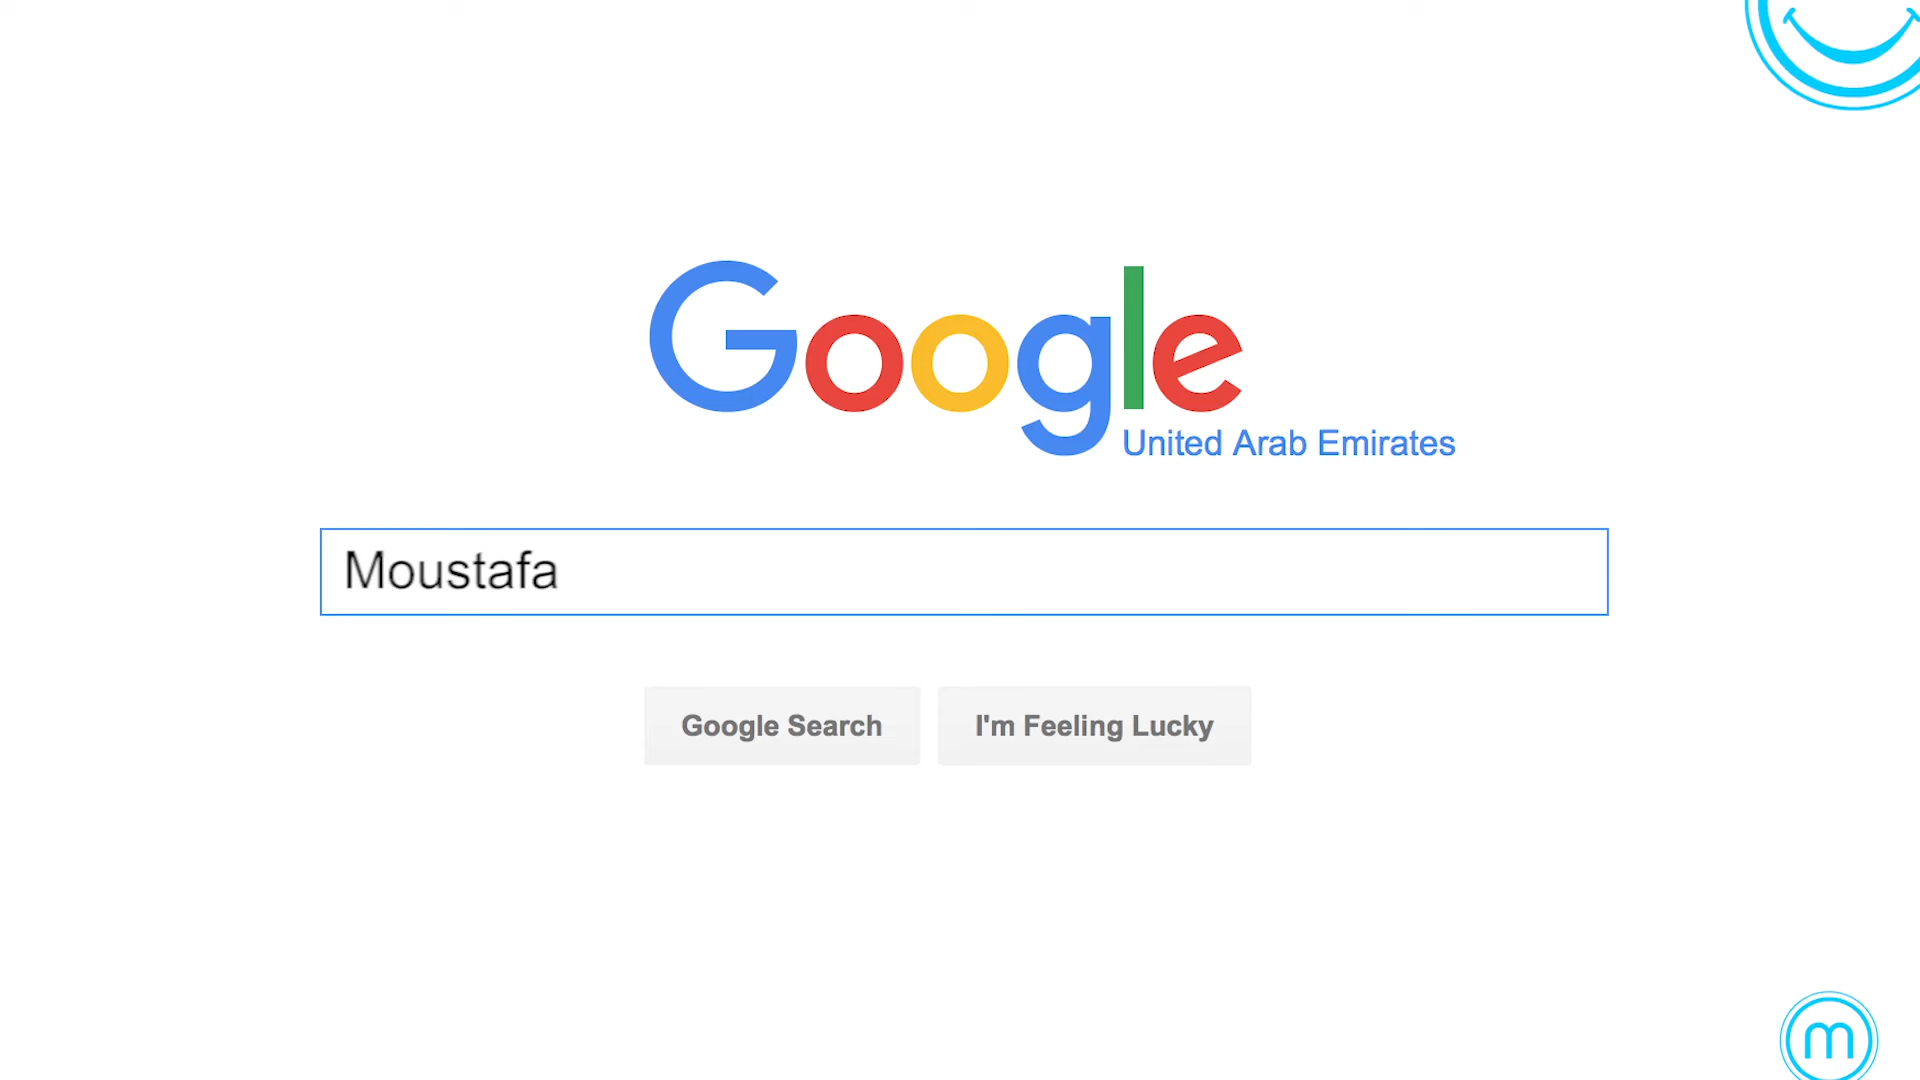 Google
United Arab Emirates
Moustafa
Google Search
I'm Feeling Lucky
m